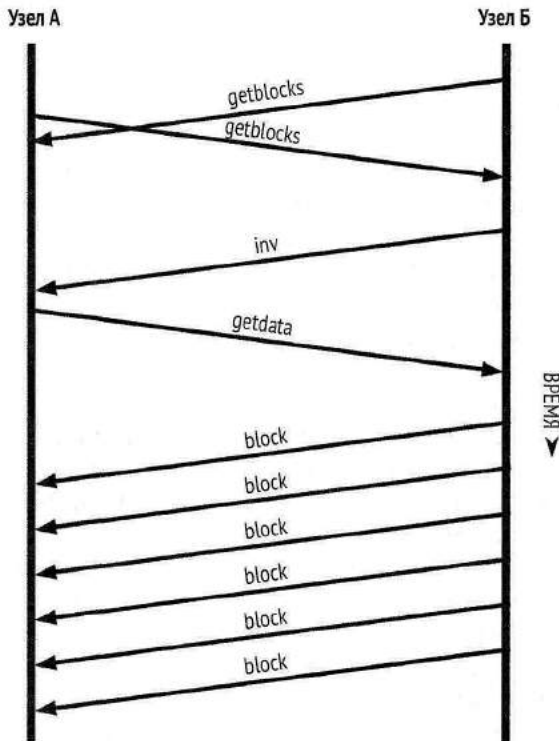 Узел А
Узел Б
getblocks
getblocks
inv
getdata
ВРЕМЯ
block
block
block
block
block
block